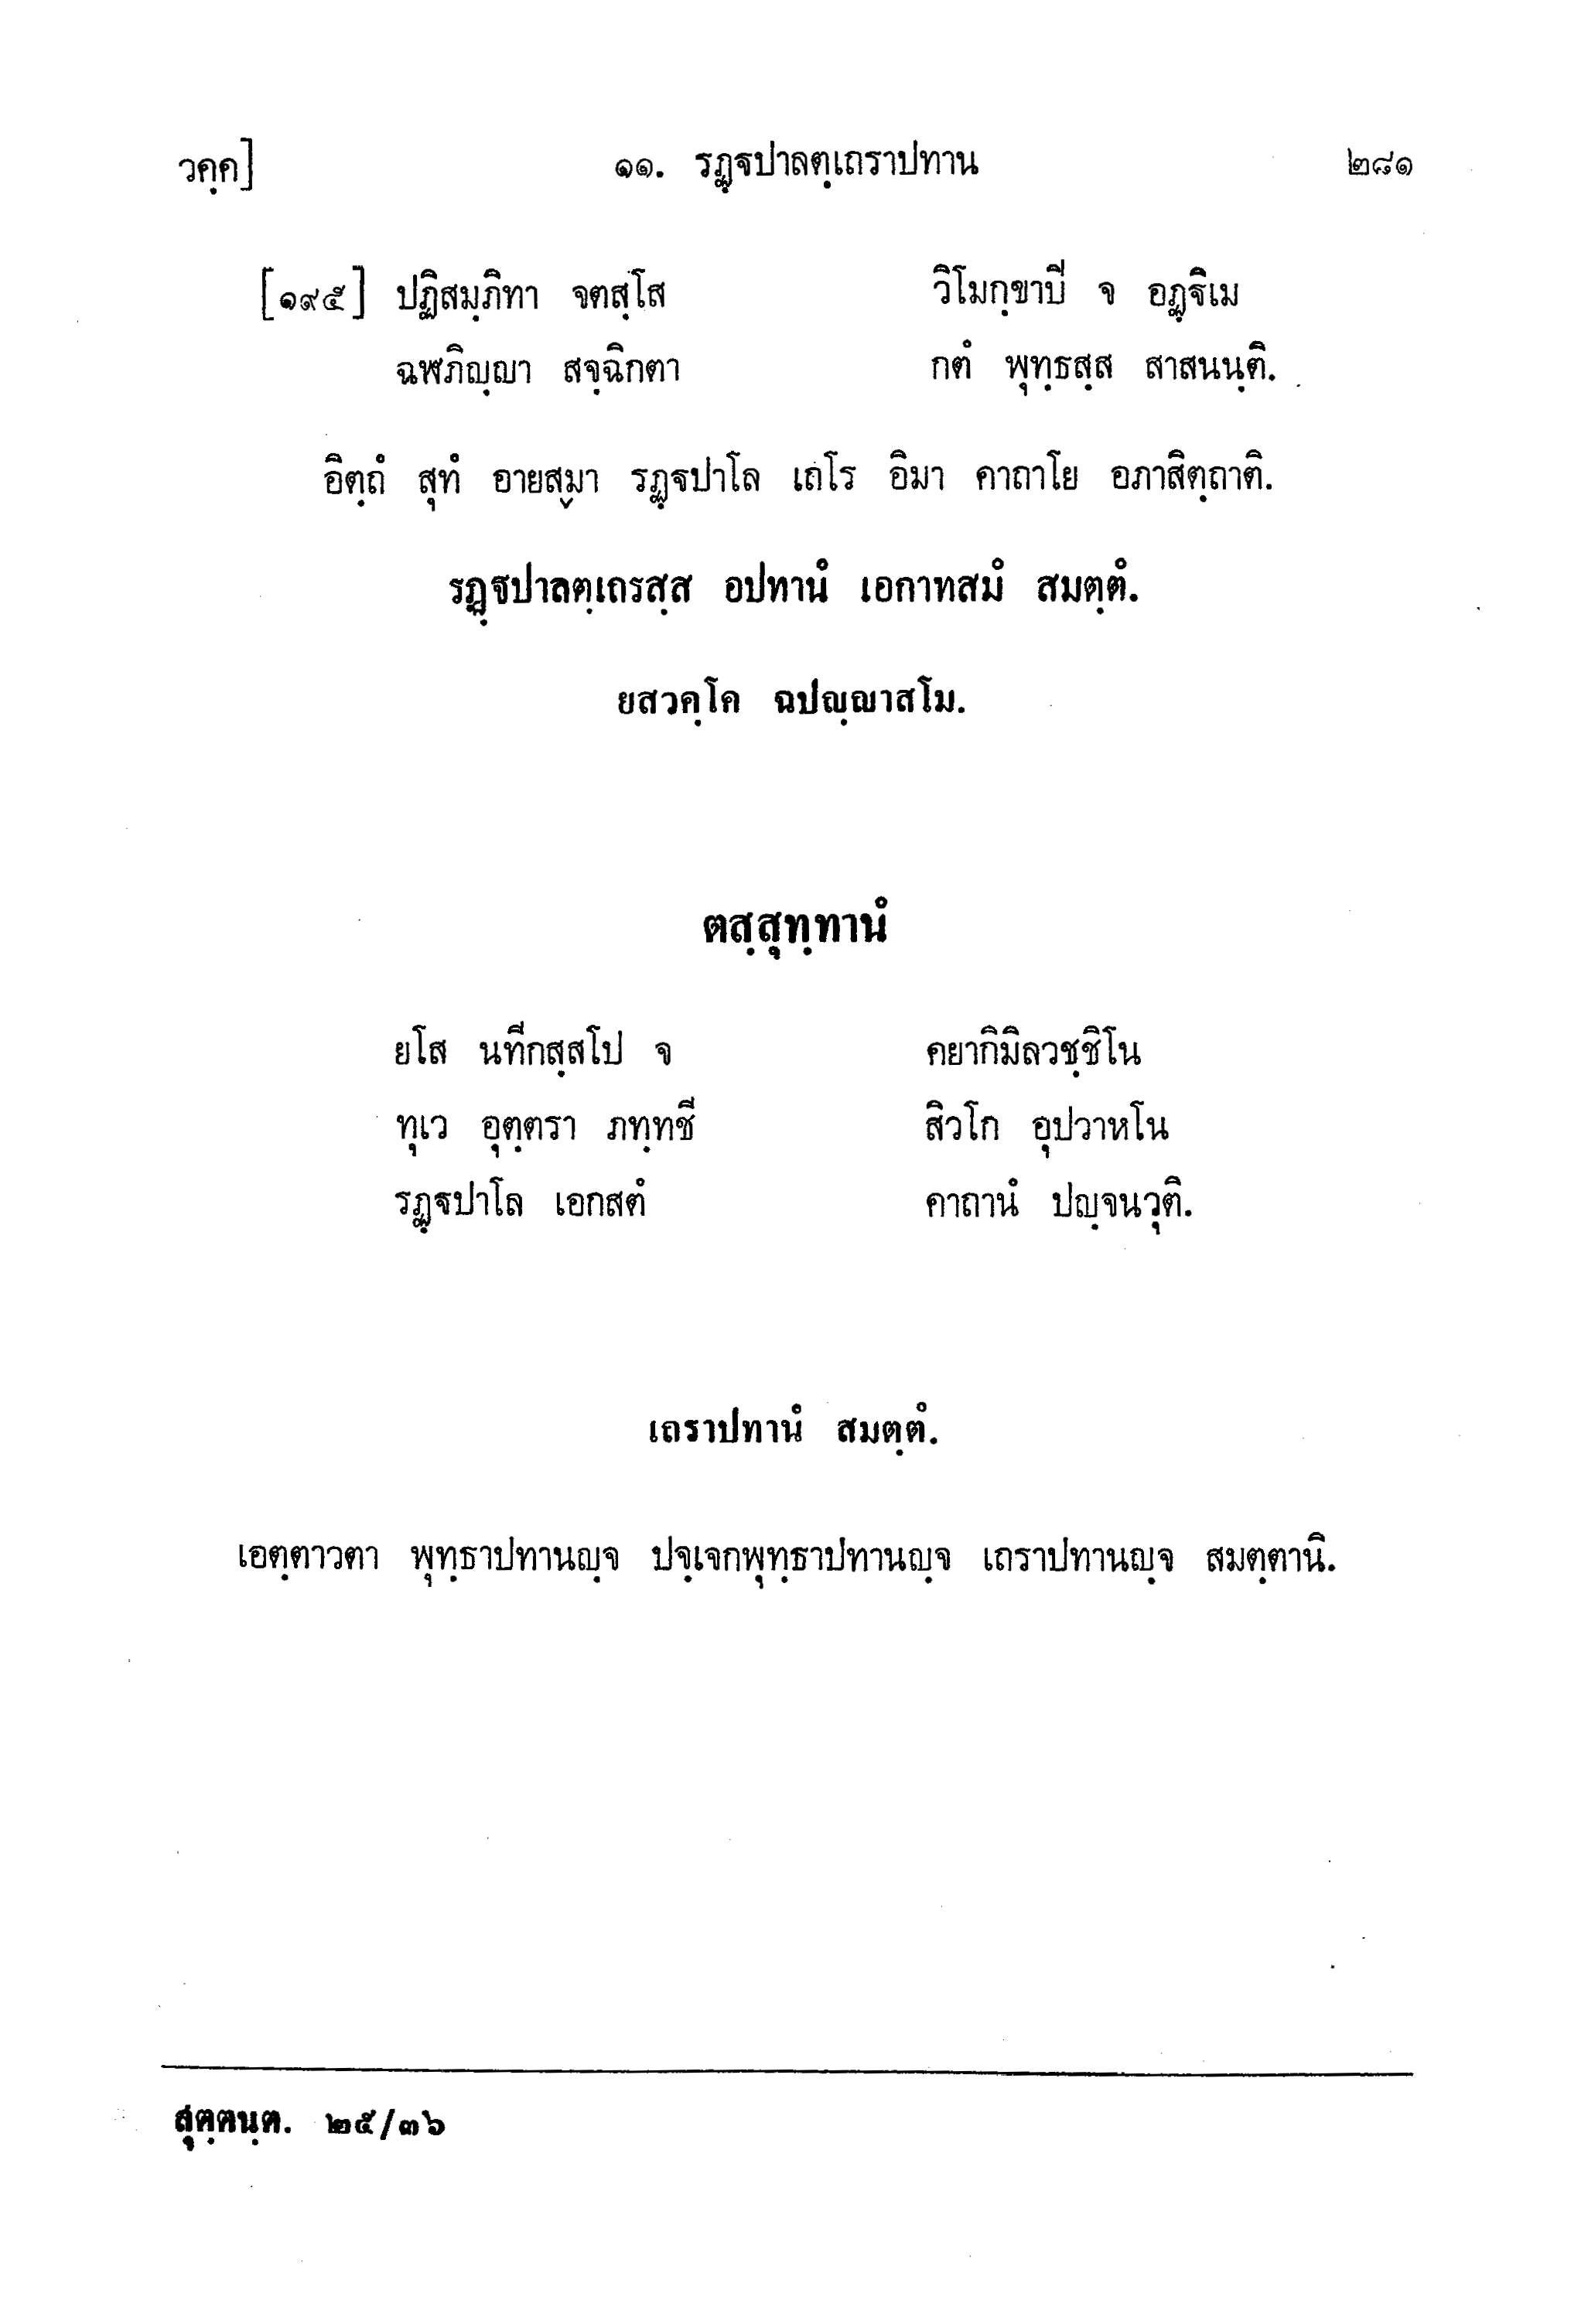 วคฺค] ๑๑. รฏฺฐปาลตฺเถราปทาน ๒๘๑
[๑๙๕] ปฏิสมฺภิทา จตสฺโส วิโมกฺขาปี จ อฏฺฐิเม
ฉฬภิญฺญา สจฺฉิกตา กตํ พุทฺธสฺส สาสนนฺติ.
อิตฺถํ สุทํ อายสฺมา รฏฺฐปาโล เถโร อิมา คาถาโย อภาสิตฺถาติ.
รฏฺฐปาลตฺเถรสฺส อปทานํ เอกาทสมํ สมตฺตํ.
ยสวคฺโค ฉปญฺญาสโม.
ตสฺสุทฺทานํ
ยโส นทีกสฺสโป จ คยากิมิลวชฺชิโน
ทุเว อุตฺตรา ภทฺทชี สิวโก อุปวาหโน
รฏฺฐปาโล เอกสตํ คาถานํ ปญฺจนวุติ.
เถราปทานํ สมตฺตํ.
เอตฺตาวตา พุทฺธาปทานญฺจ ปจฺเจกพุทฺธาปทานญฺจ เถราปทานญฺจ สมตฺตานิ.
สุตฺตนฺต. ๒๕/๓๖